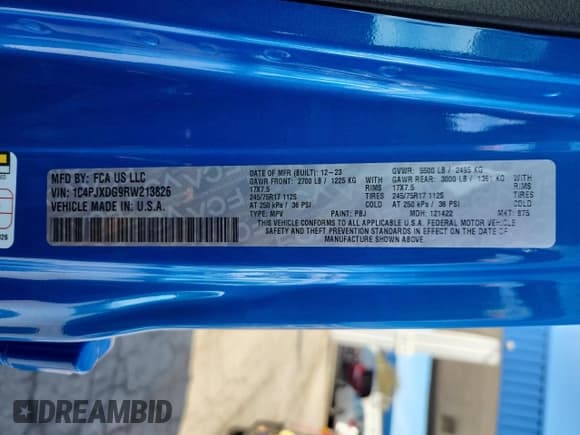 MFD BY: FCA US LLC
VIN: 1C4PJXDG9RW213826
VEHICLE MADE IN: U.S.A.
DATE OF MFR (BUILT): 12-23
GAWR FRONT: 2700 LB / 1225 KG
17X7.5
245/75R17 112S
AT 250 kPa / 36 PSI
TYPE: MPV
PAINT: PBJ
WITH
RIMS
TIRES
COLD
GVWR: 5500 LB / 2495 KG
GAWR REAR: 3000 LB / 1361 KG
17X7.5
245/75R17 112S
AT 250 kPa / 36 PSI
MDH: 121422
WITH
RIMS
TIRES
COLD
MKT: B75
THIS VEHICLE CONFORMS TO ALL APPLICABLE U.S.A. FEDERAL MOTOR VEHICLE
SAFETY AND THEFT PREVENTION STANDARDS IN EFFECT ON THE DATE OF
MANUFACTURE SHOWN ABOVE.
DREAMBID